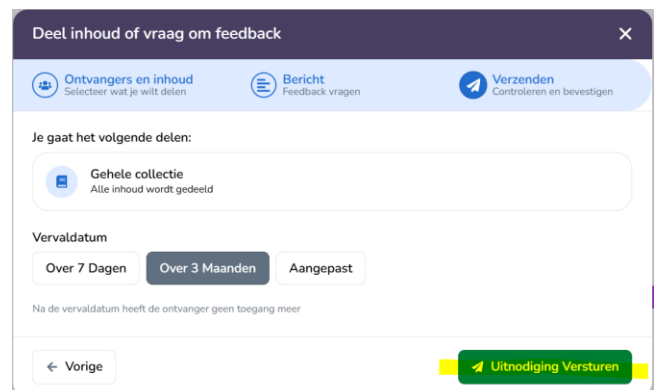 Deel inhoud of vraag om feedback
Ontvangers en inhoud
Selecteer wat je wilt delen
Bericht
Feedback vragen
Verzenden
Controleren en bevestigen
Je gaat het volgende delen:
Gehele collectie
Alle inhoud wordt gedeeld
Vervaldatum
Over 7 Dagen
Over 3 Maanden
Aangepast
Na de vervaldatum heeft de ontvanger geen toegang meer
Vorige
Uitnodiging Versturen